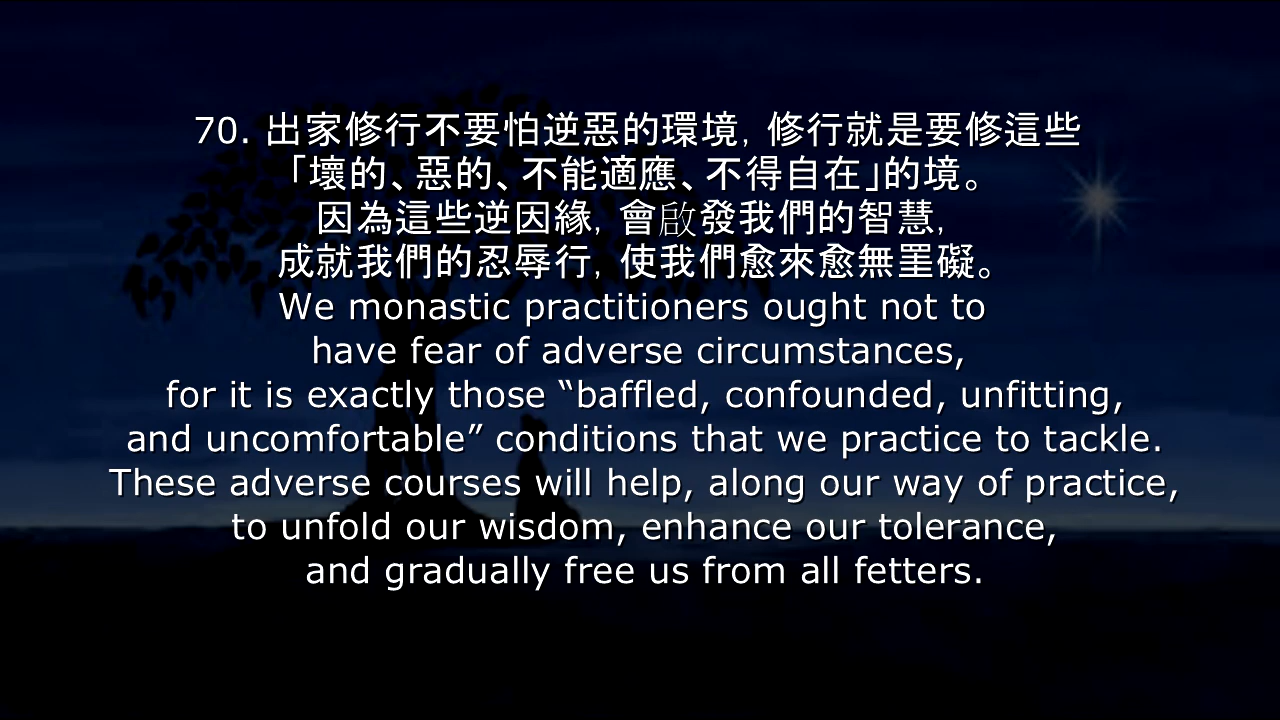 70. 出家修行不要怕逆惡的環境, 修行就是要修這些
「壞的、惡的、不能適應、不得自在」的境。
因為這些逆因緣, 會啟發我們的智慧,
成就我們的忍辱行, 使我們愈來愈無罣礙。
We monastic practitioners ought not to
have fear of adverse circumstances,
for it is exactly those “baffled, confounded, unfitting,
and uncomfortable” conditions that we practice to tackle.
These adverse courses will help, along our way of practice,
to unfold our wisdom, enhance our tolerance,
and gradually free us from all fetters.